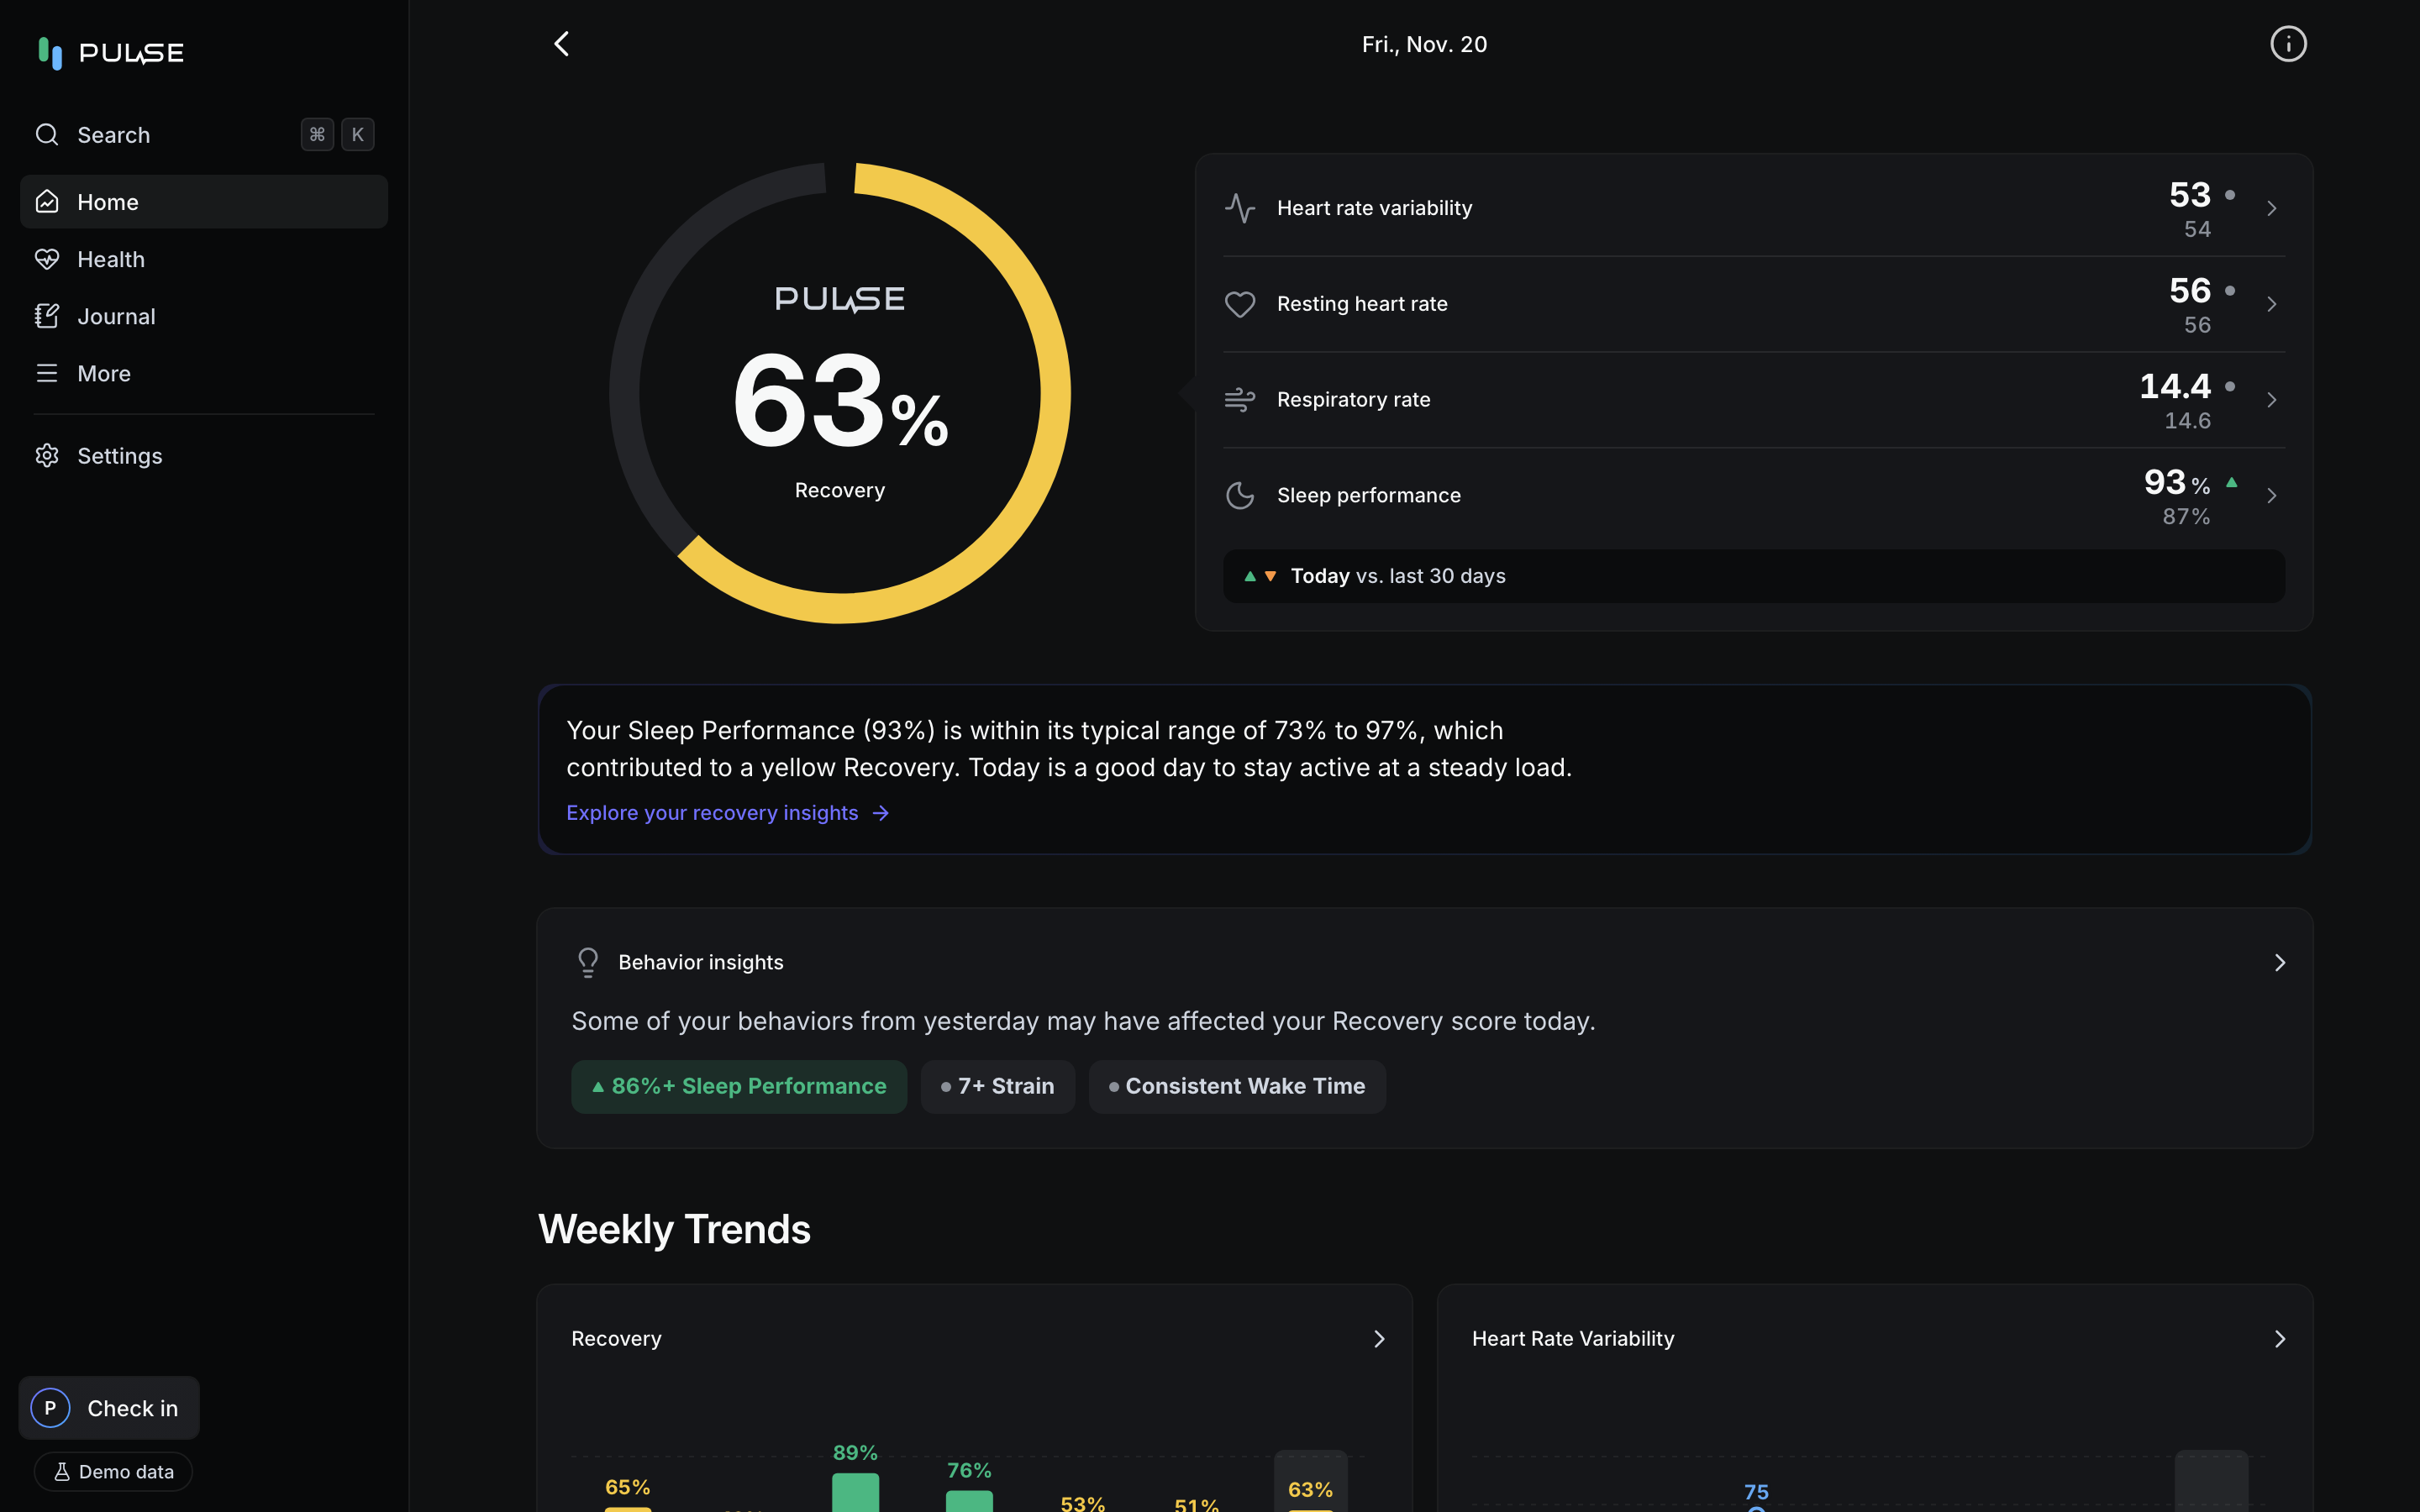 PULSE
Search
⌘ K
Home
Health
Journal
More
Settings
P Check in
Demo data
Fri., Nov. 20
PULSE
63%
Recovery
Heart rate variability
53
54
Resting heart rate
56
56
Respiratory rate
14.4
14.6
Sleep performance
93%
87%
Today vs. last 30 days
Your Sleep Performance (93%) is within its typical range of 73% to 97%, which
contributed to a yellow Recovery. Today is a good day to stay active at a steady load.
Explore your recovery insights →
Behavior insights
Some of your behaviors from yesterday may have affected your Recovery score today.
86%+ Sleep Performance
7+ Strain
Consistent Wake Time
Weekly Trends
Recovery
65%
89%
76%
53%
51%
63%
Heart Rate Variability
75